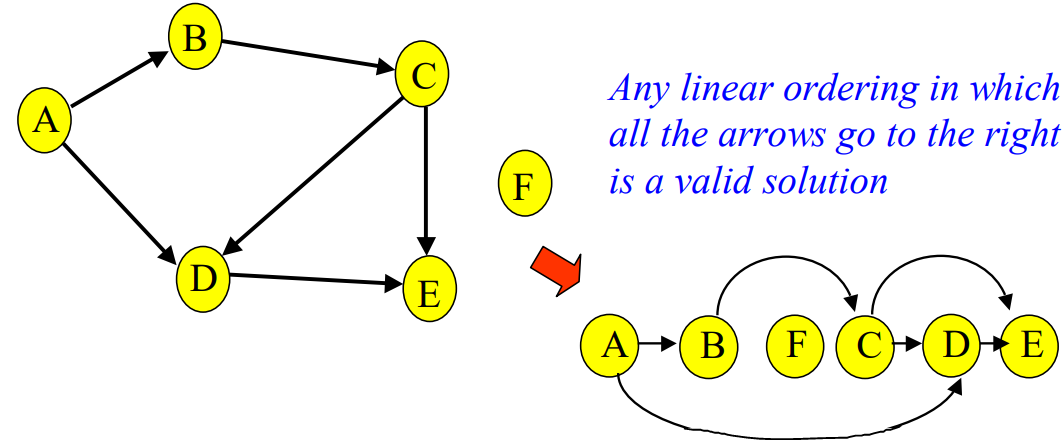 B
C
A
Any linear ordering in which
all the arrows go to the right
is a valid solution
F
D
E
A B F C D E